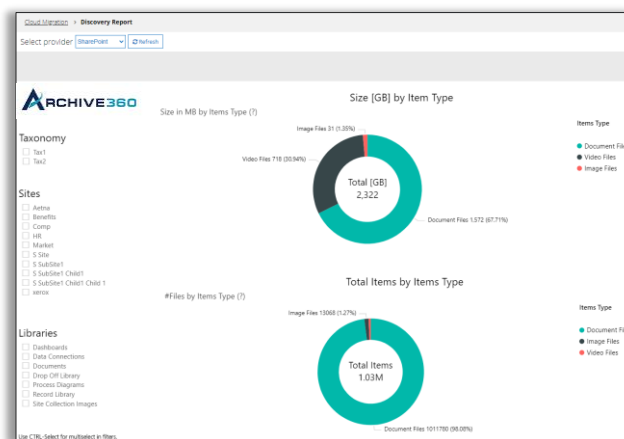 Cloud Migration > Discovery Report
Select provider SharePoint Refresh
ARCHIVE360
Size [GB] by Item Type
Size in MB by Items Type (?)
Image Files 31 (1.35%)
Video Files 718 (30.94%)
Total [GB]
2,322
Document Files 1,572 (67.71%)
Items Type
Document File
Video Files
Image Files
Taxonomy
Tax1
Tax2
Sites
Aetna
Benefits
Comp
HR
Market
S Site
S SubSite1
S SubSite1 Child1
S SubSite1 Child1 Child 1
xerox
Total Items by Items Type
#Files by Items Type (?)
Image Files 13068 (1.27%)
Total Items
1.03M
Document Files 1011780 (98.08%)
Items Type
Document File
Image Files
Video Files
Libraries
Dashboards
Data Connections
Documents
Drop Off Library
Process Diagrams
Record Library
Site Collection Images
Use CTRL-Select for multiselect in filters.